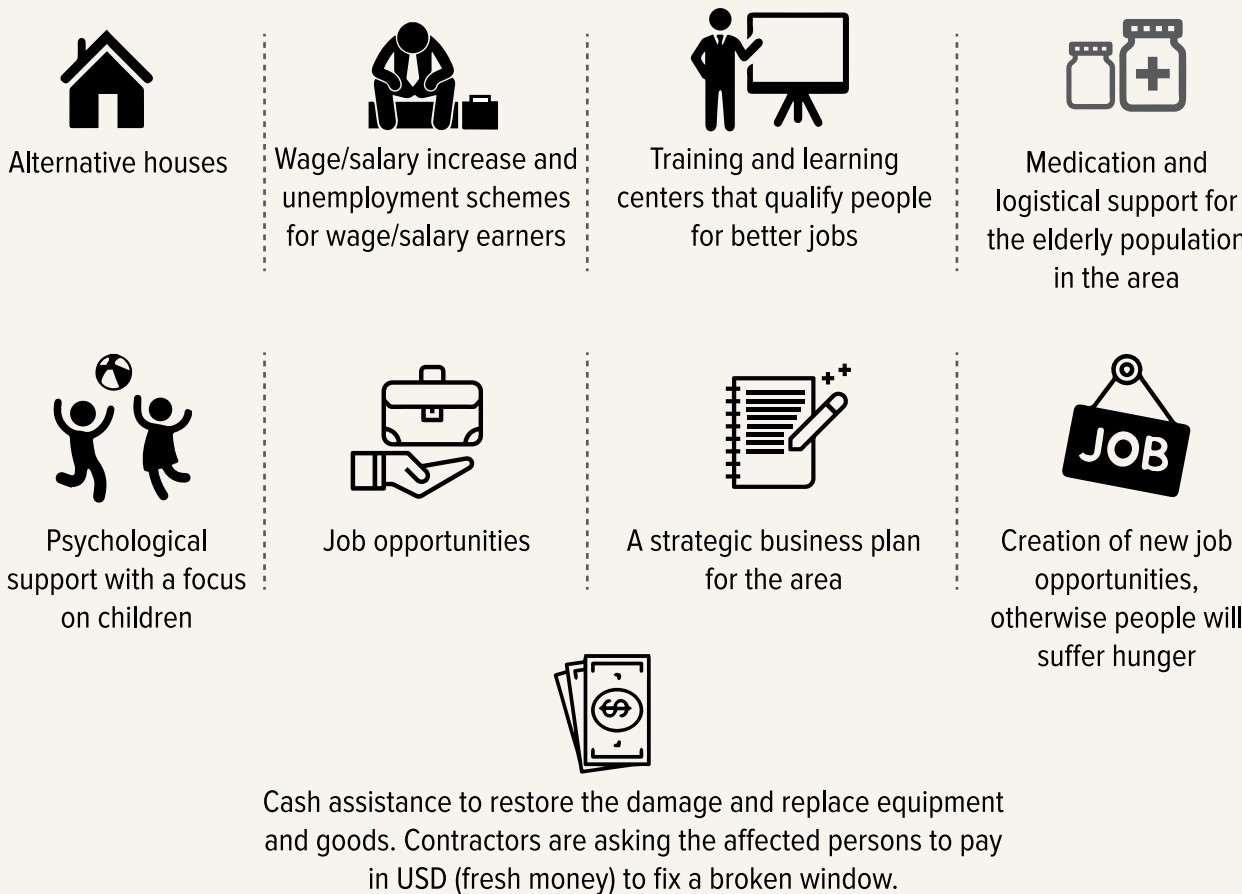 Alternative houses
Wage/salary increase and
unemployment schemes
for wage/salary earners
Training and learning
centers that qualify people
for better jobs
Medication and
logistical support for
the elderly population
in the area
Psychological
support with a focus
on children
Job opportunities
A strategic business plan
for the area
JOB
Creation of new job
opportunities,
otherwise people will
suffer hunger
$
Cash assistance to restore the damage and replace equipment
and goods. Contractors are asking the affected persons to pay
in USD (fresh money) to fix a broken window.